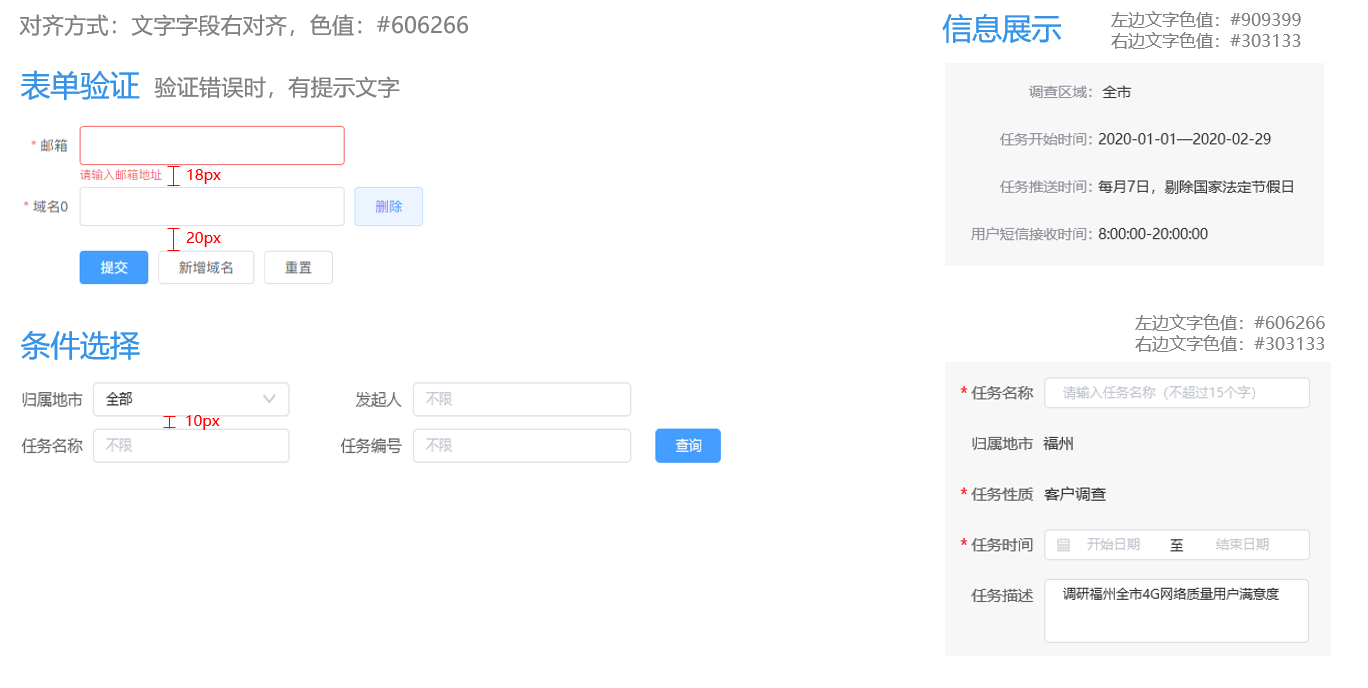 对齐方式：文字字段右对齐，色值：#606266
表单验证 验证错误时，有提示文字
* 邮箱
请输入邮箱地址 18px
* 域名0 删除
20px
提交 新增域名 重置
条件选择
归属地市 全部 发起人 不限
10px
任务名称 不限 任务编号 不限 查询
信息展示
左边文字色值：#909399
右边文字色值：#303133
调查区域： 全市
任务开始时间： 2020-01-01—2020-02-29
任务推送时间： 每月7日，剔除国家法定节假日
用户短信接收时间： 8:00:00-20:00:00
左边文字色值：#606266
右边文字色值：#303133
* 任务名称 请输入任务名称（不超过15个字）
归属地市 福州
* 任务性质 客户调查
* 任务时间 开始日期 至 结束日期
任务描述 调研福州全市4G网络质量用户满意度